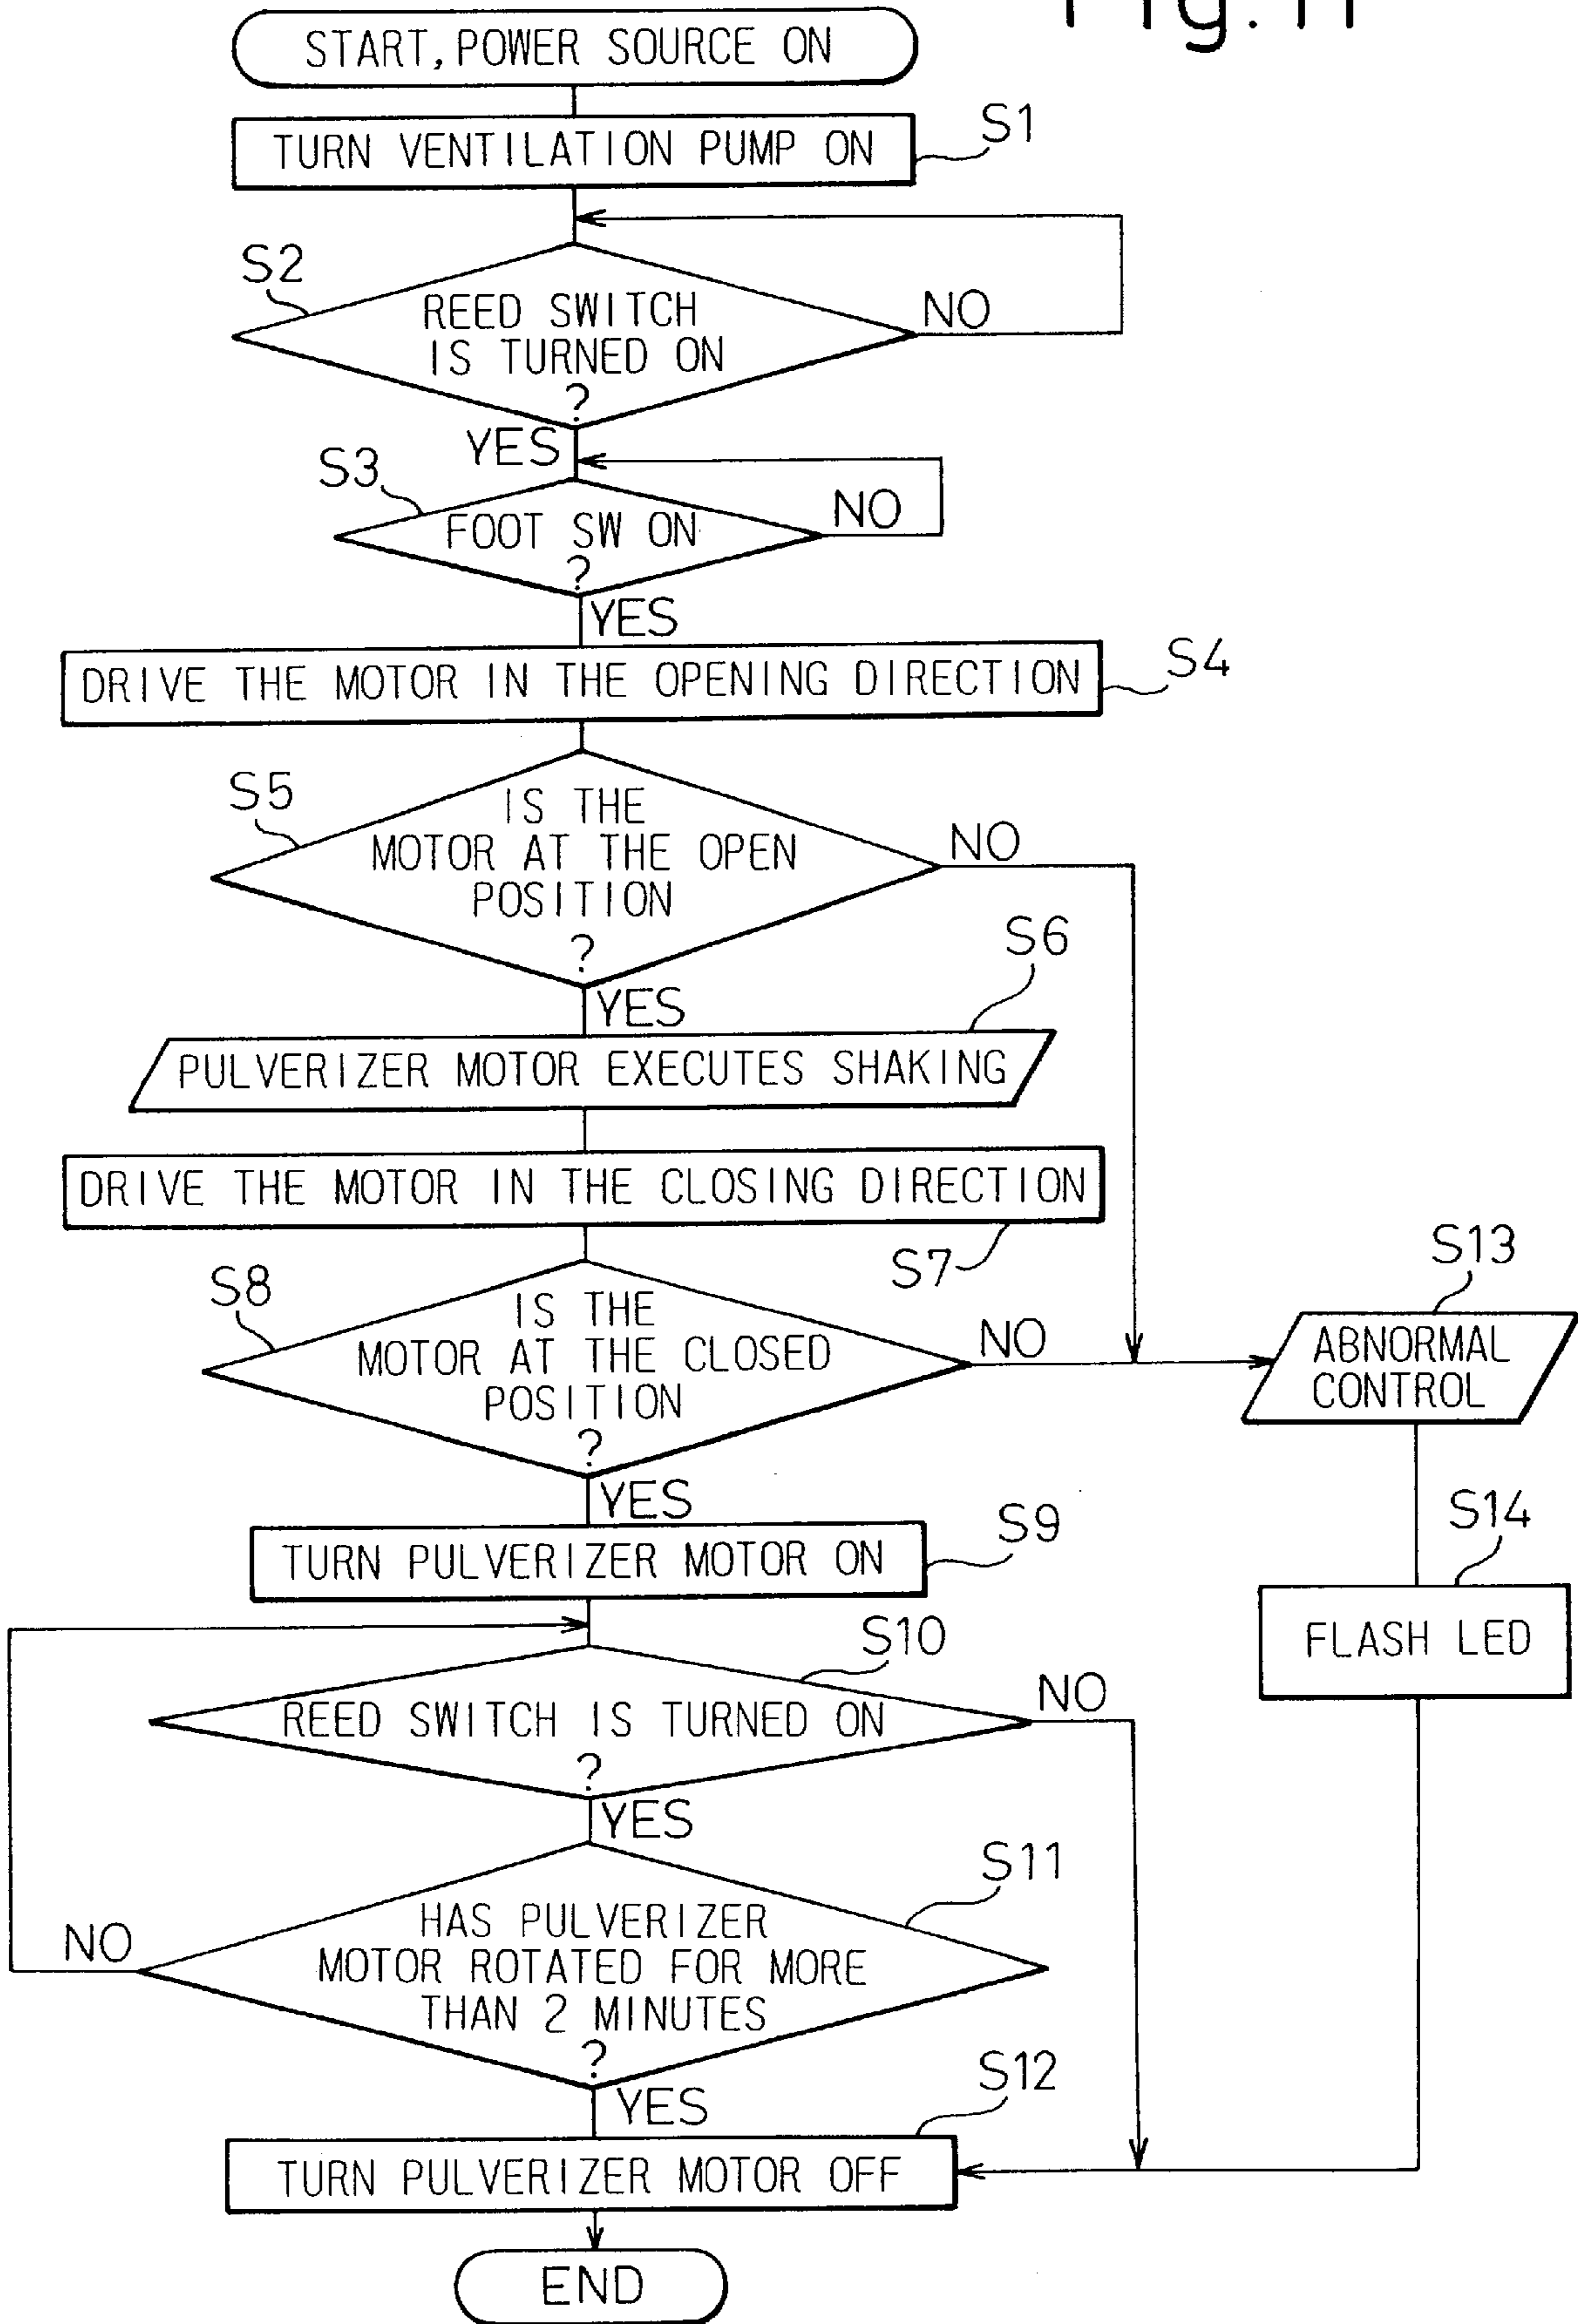 Fig. 11
START, POWER SOURCE ON
TURN VENTILATION PUMP ON
S1
S2
REED SWITCH
IS TURNED ON
?
NO
YES
S3
FOOT SW ON
?
NO
YES
DRIVE THE MOTOR IN THE OPENING DIRECTION
S4
S5
IS THE
MOTOR AT THE OPEN
POSITION
?
NO
YES
S6
PULVERIZER MOTOR EXECUTES SHAKING
DRIVE THE MOTOR IN THE CLOSING DIRECTION
S7
S8
IS THE
MOTOR AT THE CLOSED
POSITION
?
NO
YES
S13
ABNORMAL
CONTROL
S14
FLASH LED
TURN PULVERIZER MOTOR ON
S9
S10
REED SWITCH IS TURNED ON
?
NO
YES
S11
HAS PULVERIZER
MOTOR ROTATED FOR MORE
THAN 2 MINUTES
?
NO
YES
S12
TURN PULVERIZER MOTOR OFF
END